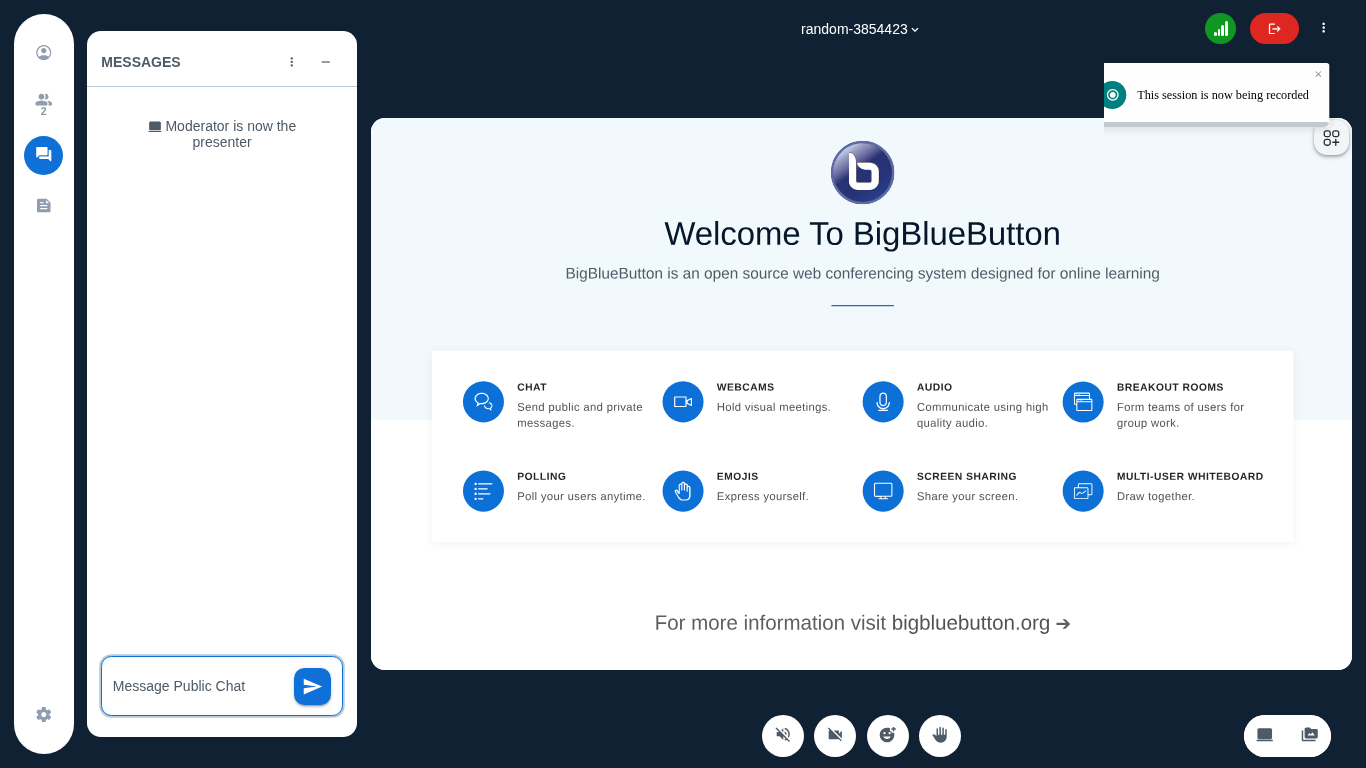 random-3854423
MESSAGES
2
Moderator is now the
presenter
This session is now being recorded
Welcome To BigBlueButton
BigBlueButton is an open source web conferencing system designed for online learning
CHAT
Send public and private
messages.
WEBCAMS
Hold visual meetings.
AUDIO
Communicate using high
quality audio.
BREAKOUT ROOMS
Form teams of users for
group work.
POLLING
Poll your users anytime.
EMOJIS
Express yourself.
SCREEN SHARING
Share your screen.
MULTI-USER WHITEBOARD
Draw together.
For more information visit bigbluebutton.org ➔
Message Public Chat